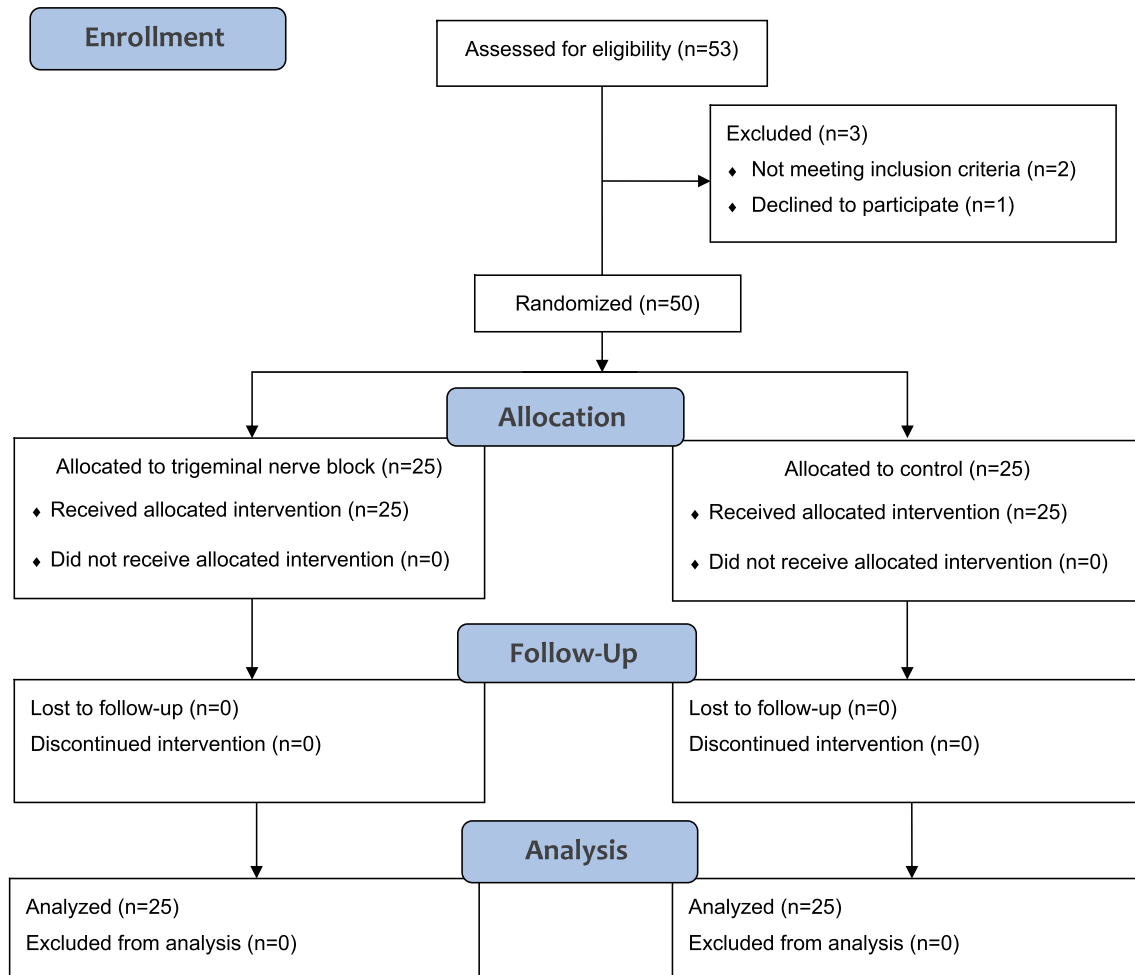 Enrollment
Assessed for eligibility (n=53)
Excluded (n=3)
♦ Not meeting inclusion criteria (n=2)
♦ Declined to participate (n=1)
Randomized (n=50)
Allocation
Allocated to trigeminal nerve block (n=25)
♦ Received allocated intervention (n=25)
♦ Did not receive allocated intervention (n=0)
Allocated to control (n=25)
♦ Received allocated intervention (n=25)
♦ Did not receive allocated intervention (n=0)
Follow-Up
Lost to follow-up (n=0)
Discontinued intervention (n=0)
Lost to follow-up (n=0)
Discontinued intervention (n=0)
Analysis
Analyzed (n=25)
Excluded from analysis (n=0)
Analyzed (n=25)
Excluded from analysis (n=0)